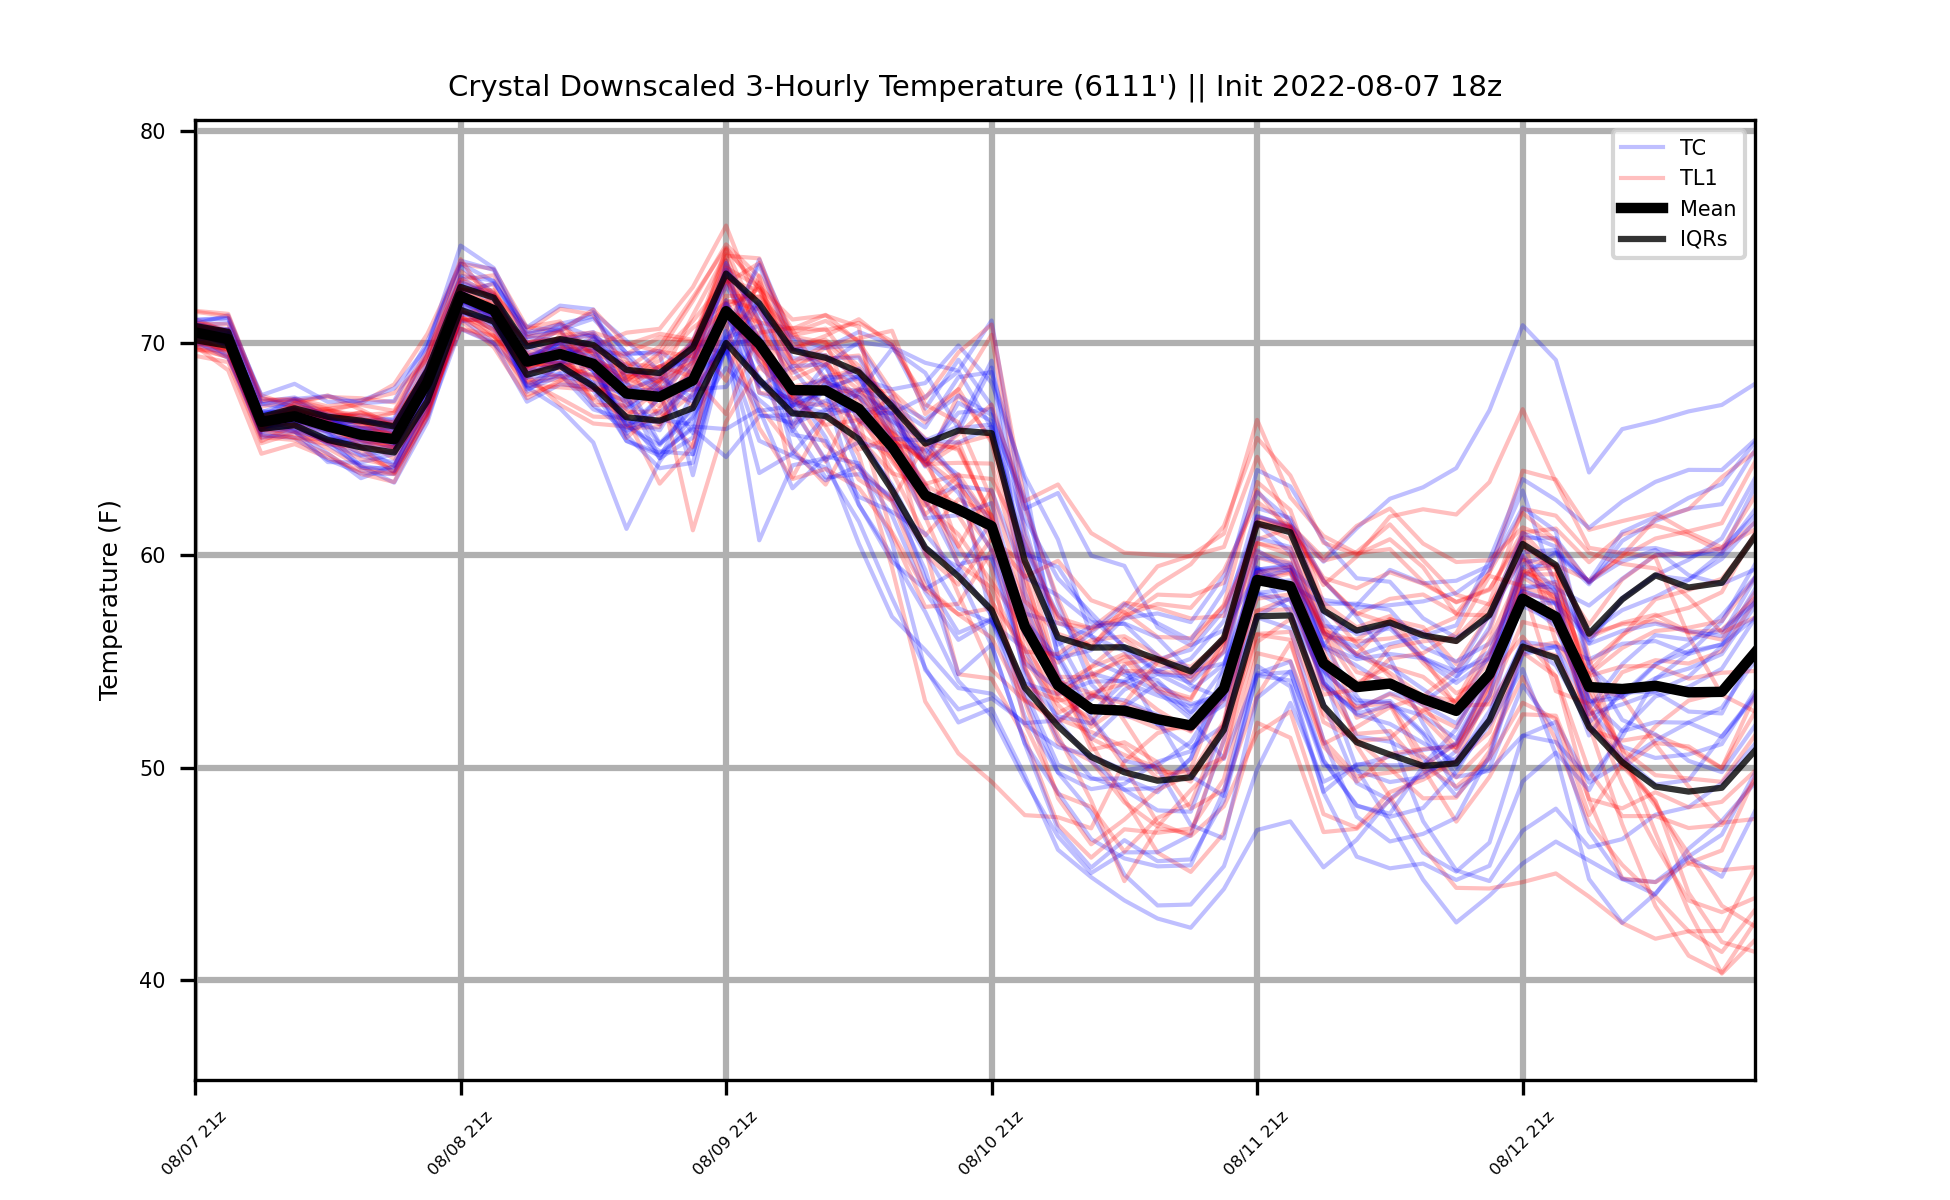 Crystal Downscaled 3-Hourly Temperature (6111') || Init 2022-08-07 18z
80
70
60
50
40
Temperature (F)
TC
TL1
Mean
IQRs
08/07 21z
08/08 21z
08/09 21z
08/10 21z
08/11 21z
08/12 21z